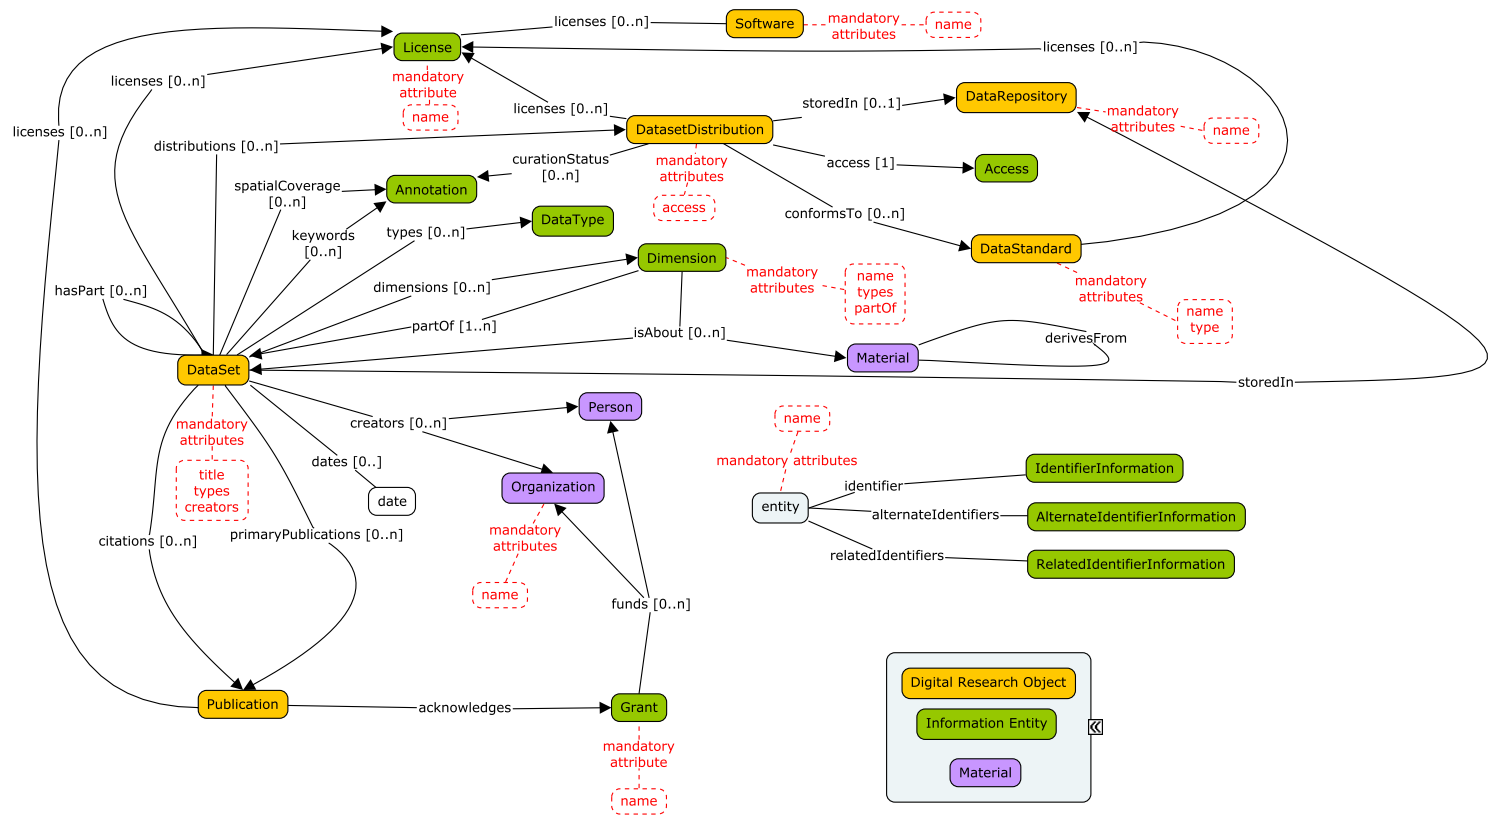 licenses [0..n]
Software
mandatory
attributes
name
License
licenses [0..n]
mandatory
attribute
name
licenses [0..n]
licenses [0..n]
licenses [0..n]
storedIn [0..1]
DataRepository
mandatory
attributes
name
DatasetDistribution
distributions [0..n]
mandatory
attributes
access
curationStatus
[0..n]
access [1]
Access
spatialCoverage
[0..n]
Annotation
keywords
[0..n]
types [0..n]
DataType
conformsTo [0..n]
DataStandard
mandatory
attributes
name
type
Dimension
mandatory
attributes
name
types
partOf
dimensions [0..n]
hasPart [0..n]
partOf [1..n]
isAbout [0..n]
Material
derivesFrom
DataSet
storedIn
mandatory
attributes
title
types
creators
creators [0..n]
Person
dates [0..]
date
Organization
mandatory
attributes
name
citations [0..n]
primaryPublications [0..n]
funds [0..n]
name
mandatory attributes
entity
identifier
IdentifierInformation
alternateIdentifiers
AlternateIdentifierInformation
relatedIdentifiers
RelatedIdentifierInformation
Publication
acknowledges
Grant
mandatory
attribute
name
Digital Research Object
Information Entity
Material